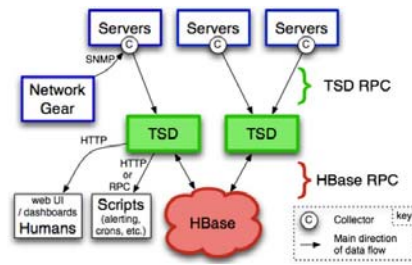 Servers
Servers
Servers
C
C
C
SNMP
Network
Gear
TSD RPC
TSD
TSD
HTTP
HTTP
or
RPC
HBase RPC
web UI
/ dashboards
Humans
Scripts
(alerting,
crons, etc.)
HBase
key
C
Collector
Main direction
of data flow